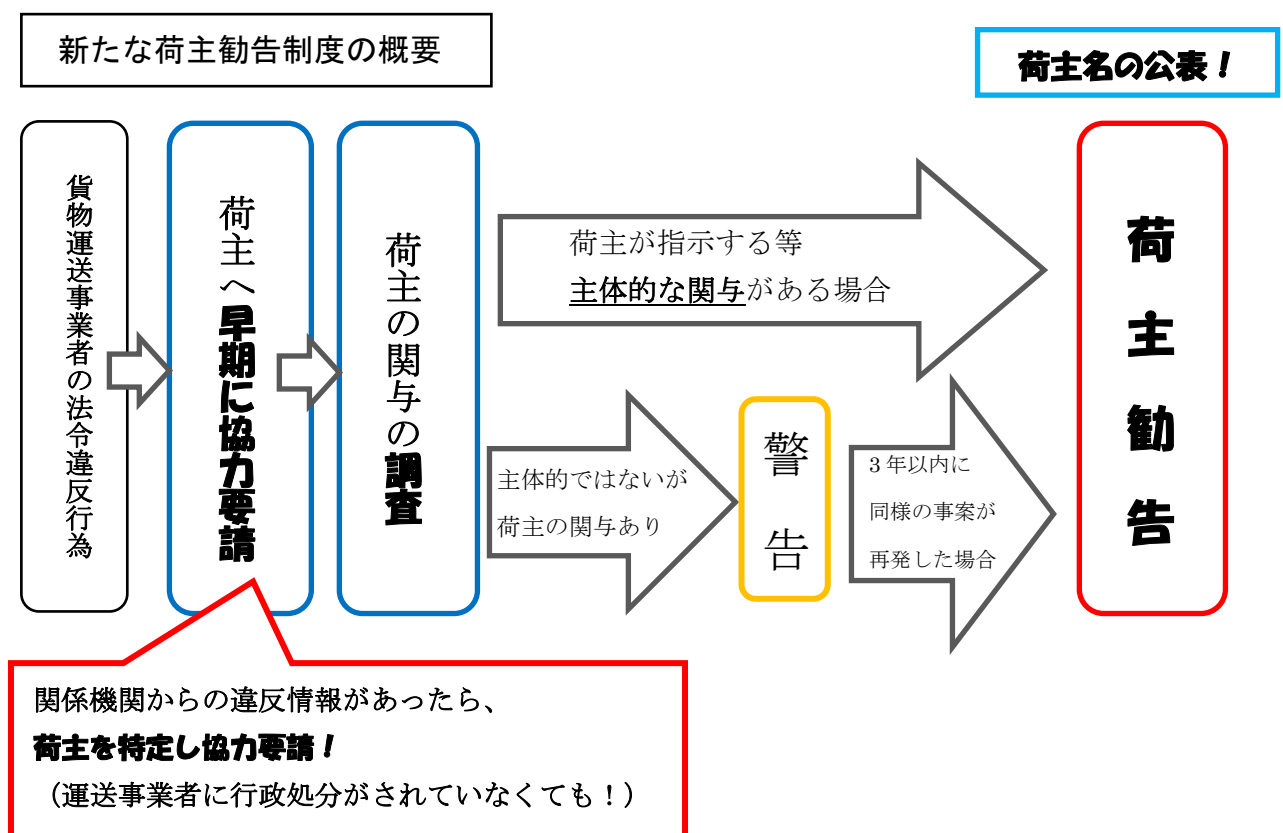 新たな荷主勧告制度の概要
荷主名の公表！
貨物運送事業者の法令違反行為
荷主へ早期に協力要請
荷主の関与の調査
荷主が指示する等
主体的な関与がある場合
主体的ではないが
荷主の関与あり
警告
3年以内に
同様の事案が
再発した場合
荷主勧告
関係機関からの違反情報があったら、
荷主を特定し協力要請！
（運送事業者に行政処分がされていなくても！）